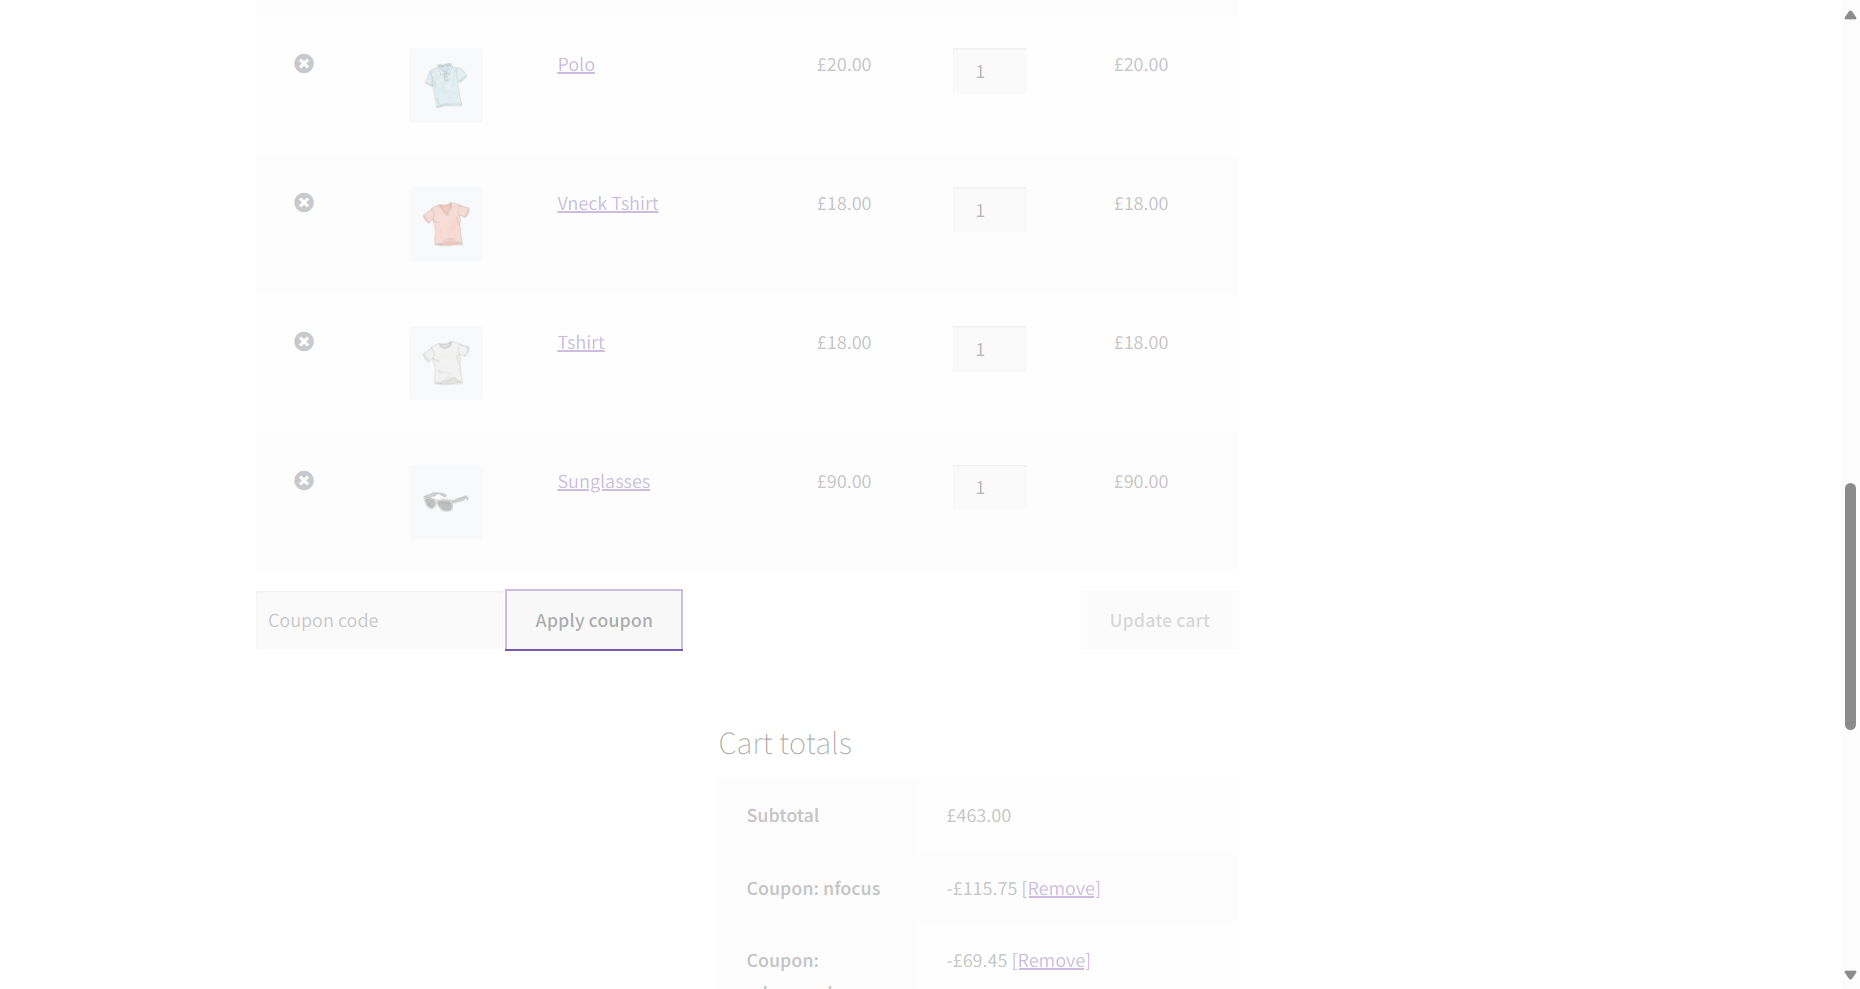 Polo £20.00 1 £20.00
Vneck Tshirt £18.00 1 £18.00
Tshirt £18.00 1 £18.00
Sunglasses £90.00 1 £90.00
Coupon code Apply coupon Update cart
Cart totals
Subtotal £463.00
Coupon: nfocus -£115.75 [Remove]
Coupon: -£69.45 [Remove]